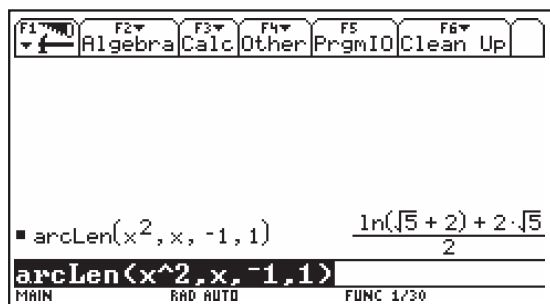 F1 F2 F3 F4 F5 F6
Algebra Calc Other PrgmIO Clean Up
▪ arcLen(x², x, ⁻1, 1) (ln(√5 + 2) + 2·√5)/2
arcLen(x^2,x,⁻1,1)
MAIN RAD AUTO FUNC 1/30